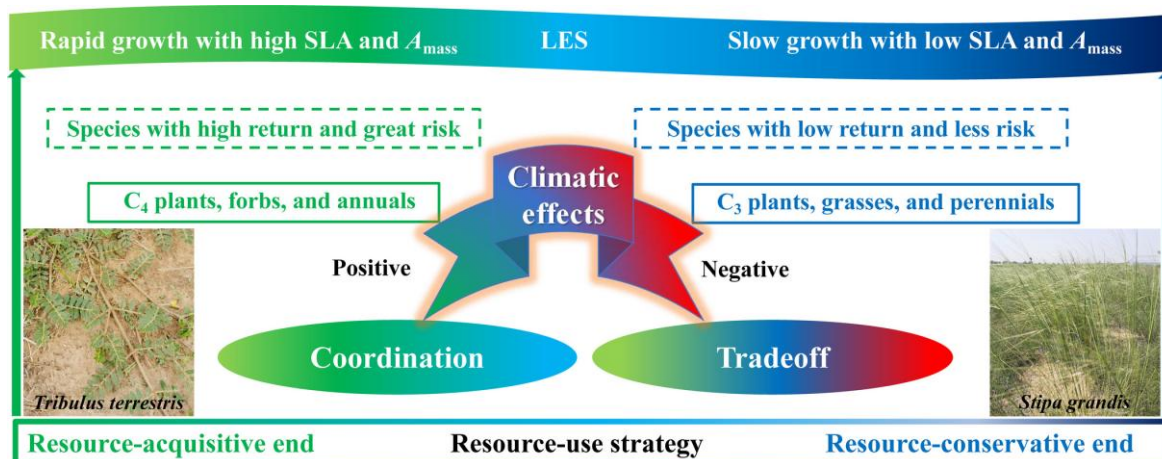 Rapid growth with high SLA and Amass
LES
Slow growth with low SLA and Amass
Species with high return and great risk
Species with low return and less risk
Climatic
effects
C4 plants, forbs, and annuals
C3 plants, grasses, and perennials
Positive
Negative
Coordination
Tradeoff
Tribulus terrestris
Stipa grandis
Resource-acquisitive end
Resource-use strategy
Resource-conservative end